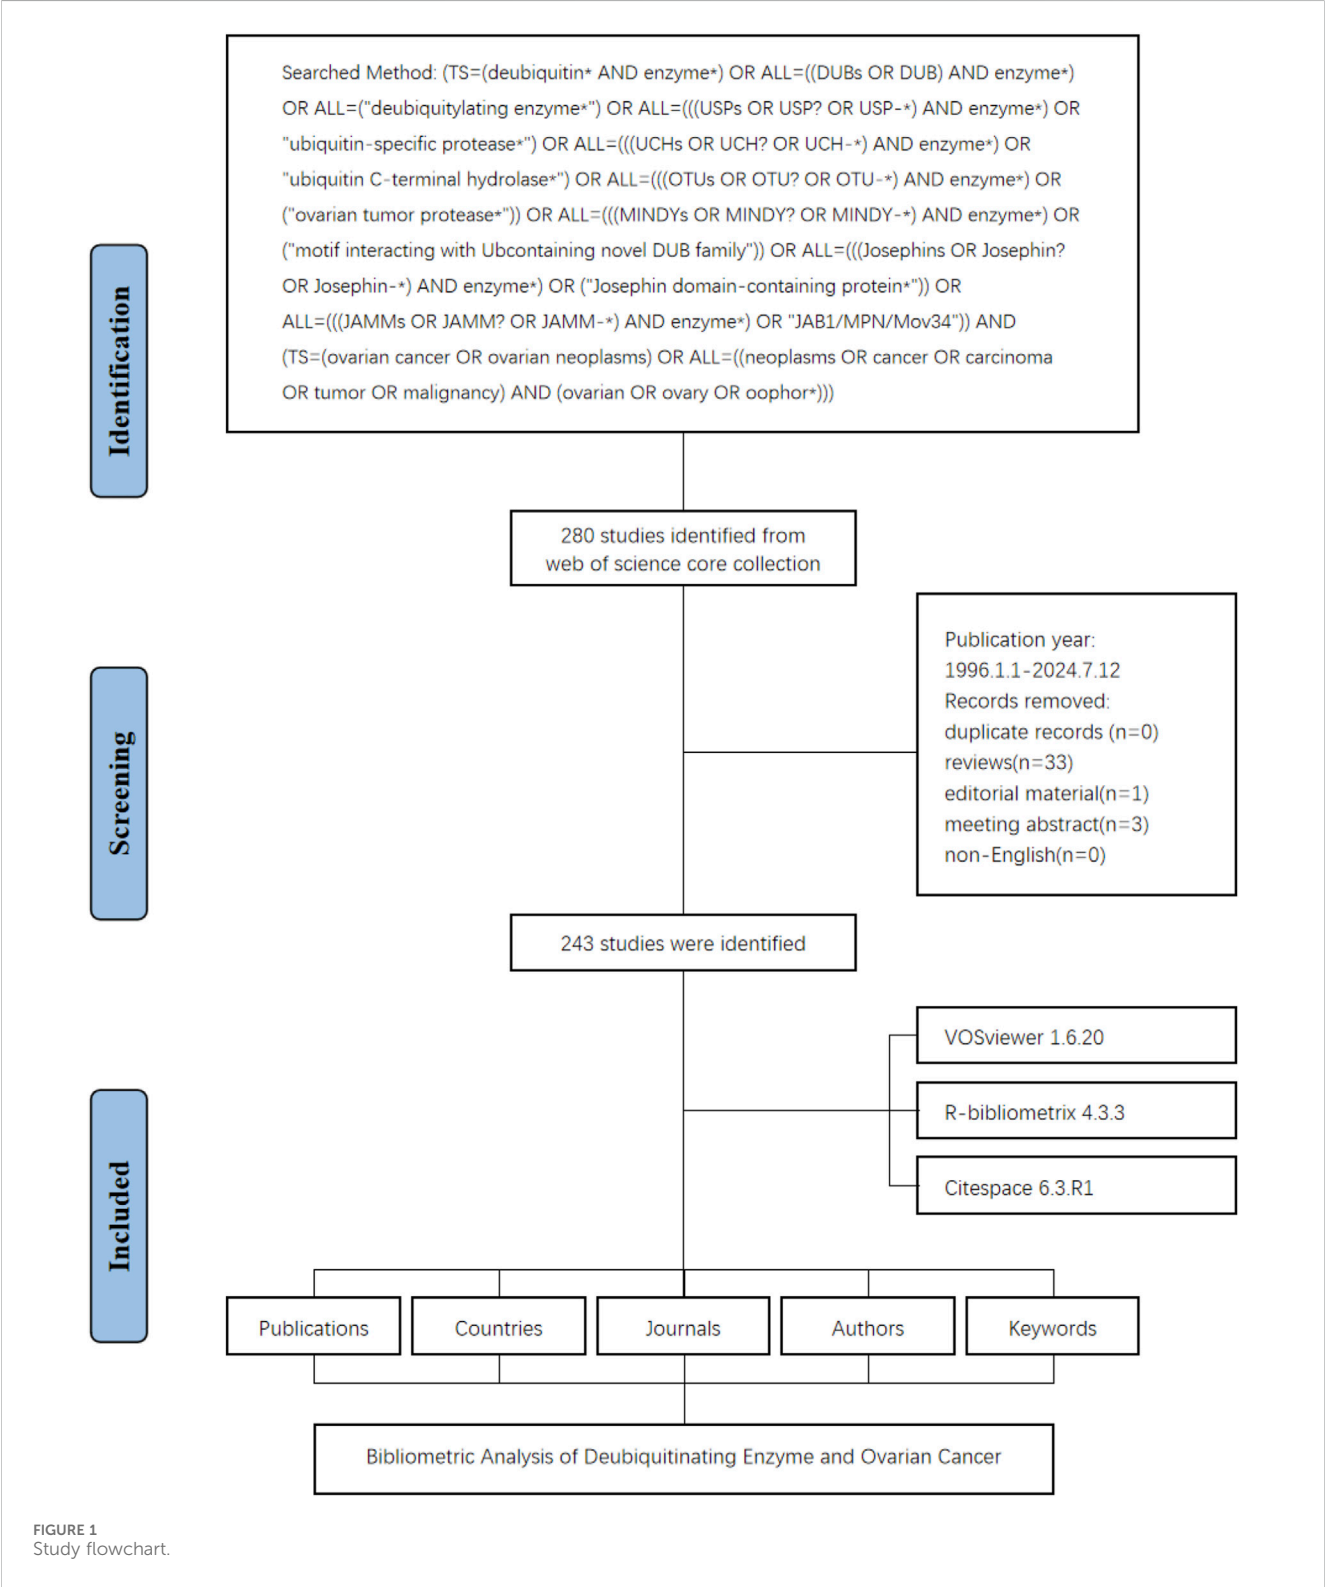 Searched Method: (TS=(deubiquitin* AND enzyme*) OR ALL=((DUBs OR DUB) AND enzyme*)
OR ALL=("deubiquitylating enzyme*") OR ALL=(((USPs OR USP? OR USP-*) AND enzyme*) OR
"ubiquitin-specific protease*") OR ALL=(((UCHs OR UCH? OR UCH-*) AND enzyme*) OR
"ubiquitin C-terminal hydrolase*") OR ALL=(((OTUs OR OTU? OR OTU-*) AND enzyme*) OR
("ovarian tumor protease*")) OR ALL=(((MINDYs OR MINDY? OR MINDY-*) AND enzyme*) OR
("motif interacting with Ubcontaining novel DUB family")) OR ALL=(((Josephins OR Josephin?
OR Josephin-*) AND enzyme*) OR ("Josephin domain-containing protein*")) OR
ALL=(((JAMMs OR JAMM? OR JAMM-*) AND enzyme*) OR "JAB1/MPN/Mov34")) AND
(TS=(ovarian cancer OR ovarian neoplasms) OR ALL=((neoplasms OR cancer OR carcinoma
OR tumor OR malignancy) AND (ovarian OR ovary OR oophor*)))
Identification
280 studies identified from
web of science core collection
Publication year:
1996.1.1-2024.7.12
Records removed:
duplicate records (n=0)
reviews(n=33)
editorial material(n=1)
meeting abstract(n=3)
non-English(n=0)
Screening
243 studies were identified
VOSviewer 1.6.20
R-bibliometrix 4.3.3
Citespace 6.3.R1
Included
Publications
Countries
Journals
Authors
Keywords
Bibliometric Analysis of Deubiquitinating Enzyme and Ovarian Cancer
FIGURE 1
Study flowchart.